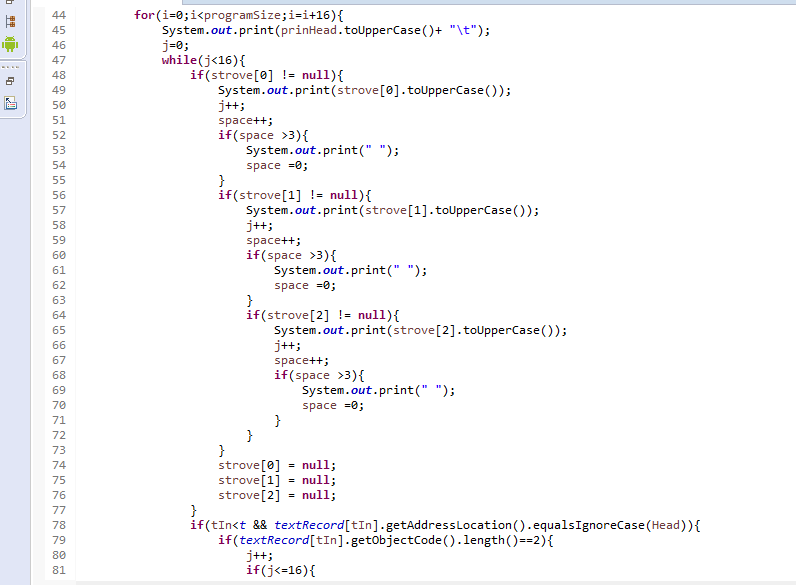 44 for(i=0;i<programSize;i=i+16){
45 System.out.print(prinHead.toUpperCase()+ "\t");
46 j=0;
47 while(j<16){
48 if(strove[0] != null){
49 System.out.print(strove[0].toUpperCase());
50 j++;
51 space++;
52 if(space >3){
53 System.out.print(" ");
54 space =0;
55 }
56 if(strove[1] != null){
57 System.out.print(strove[1].toUpperCase());
58 j++;
59 space++;
60 if(space >3){
61 System.out.print(" ");
62 space =0;
63 }
64 if(strove[2] != null){
65 System.out.print(strove[2].toUpperCase());
66 j++;
67 space++;
68 if(space >3){
69 System.out.print(" ");
70 space =0;
71 }
72 }
73 }
74 strove[0] = null;
75 strove[1] = null;
76 strove[2] = null;
77 }
78 if(tIn<t && textRecord[tIn].getAddressLocation().equalsIgnoreCase(Head)){
79 if(textRecord[tIn].getObjectCode().length()==2){
80 j++;
81 if(j<=16){